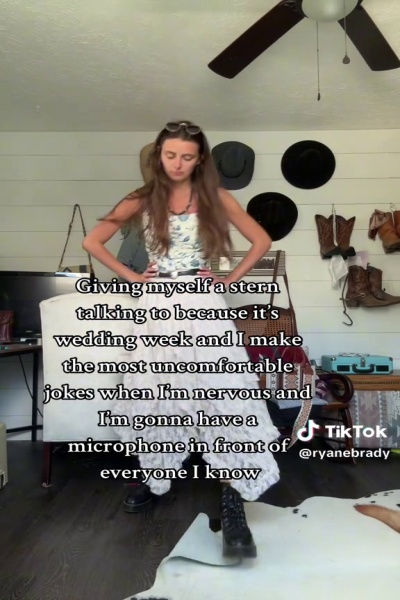 Giving myself a stern
talking to because it's
wedding week and I make
the most uncomfortable
jokes when I'm nervous and
I'm gonna have a
microphone in front of
everyone I know
TikTok
@ryanebrady